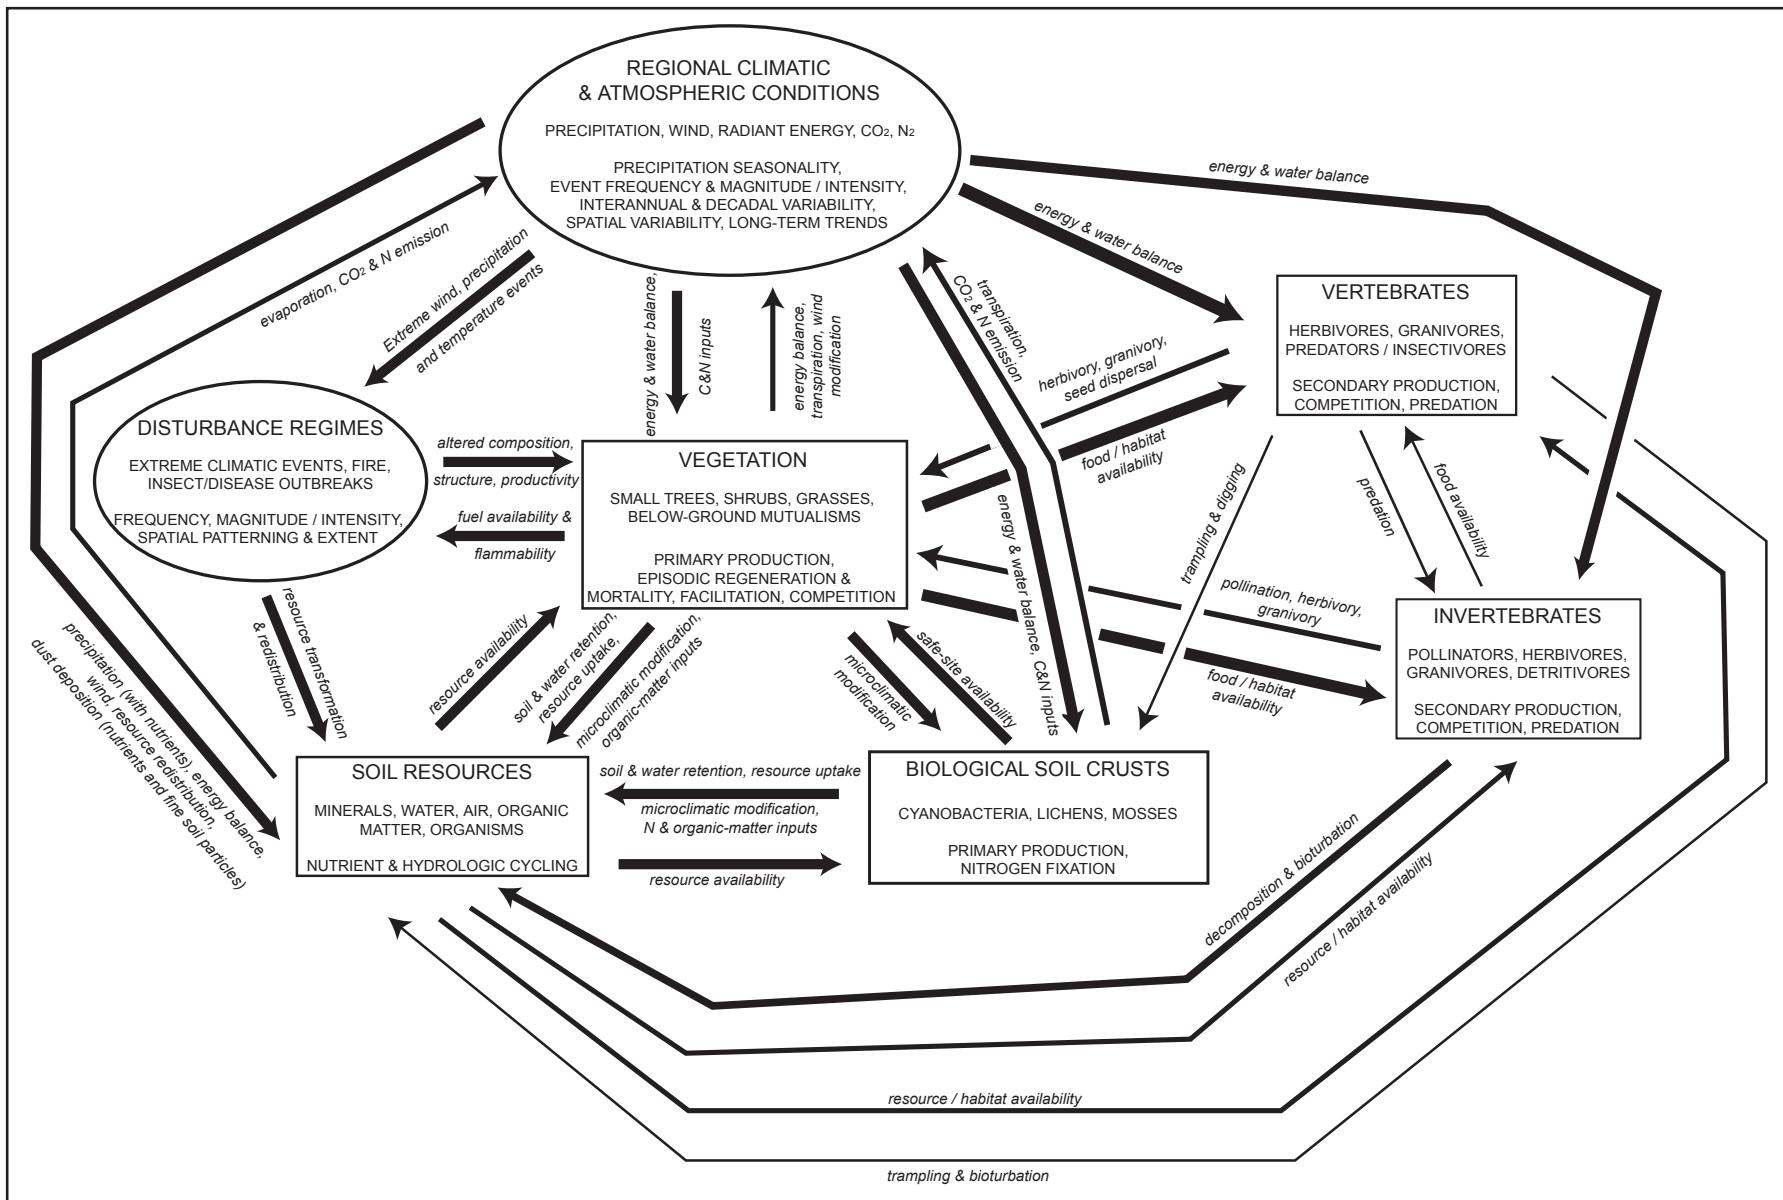 REGIONAL CLIMATIC
& ATMOSPHERIC CONDITIONS
PRECIPITATION, WIND, RADIANT ENERGY, CO₂, N₂
PRECIPITATION SEASONALITY,
EVENT FREQUENCY & MAGNITUDE / INTENSITY,
INTERANNUAL & DECADAL VARIABILITY,
SPATIAL VARIABILITY, LONG-TERM TRENDS
energy & water balance
energy & water balance
evaporation, CO₂ & N emission
Extreme wind, precipitation
and temperature events
energy & water balance,
C&N inputs
energy balance,
transpiration, wind
modification
transpiration,
CO₂ & N emission
VERTEBRATES
HERBIVORES, GRANIVORES,
PREDATORS / INSECTIVORES
SECONDARY PRODUCTION,
COMPETITION, PREDATION
herbivory, granivory,
seed dispersal
food / habitat
availability
DISTURBANCE REGIMES
EXTREME CLIMATIC EVENTS, FIRE,
INSECT/DISEASE OUTBREAKS
FREQUENCY, MAGNITUDE / INTENSITY,
SPATIAL PATTERNING & EXTENT
altered composition,
structure, productivity
fuel availability &
flammability
VEGETATION
SMALL TREES, SHRUBS, GRASSES,
BELOW-GROUND MUTUALISMS
PRIMARY PRODUCTION,
EPISODIC REGENERATION &
MORTALITY, FACILITATION, COMPETITION
energy & water balance, C&N inputs
trampling & digging
predation
food availability
pollination, herbivory,
granivory
food / habitat
availability
INVERTEBRATES
POLLINATORS, HERBIVORES,
GRANIVORES, DETRITIVORES
SECONDARY PRODUCTION,
COMPETITION, PREDATION
resource transformation
& redistribution
precipitation (with nutrients), energy balance,
wind, resource redistribution,
dust deposition (nutrients and fine soil particles)
resource availability
soil & water retention,
resource uptake,
microclimatic modification,
organic-matter inputs
microclimatic
modification
safe-site availability
SOIL RESOURCES
MINERALS, WATER, AIR, ORGANIC
MATTER, ORGANISMS
NUTRIENT & HYDROLOGIC CYCLING
soil & water retention, resource uptake
microclimatic modification,
N & organic-matter inputs
resource availability
BIOLOGICAL SOIL CRUSTS
CYANOBACTERIA, LICHENS, MOSSES
PRIMARY PRODUCTION,
NITROGEN FIXATION
decomposition & bioturbation
resource / habitat availability
resource / habitat availability
trampling & bioturbation